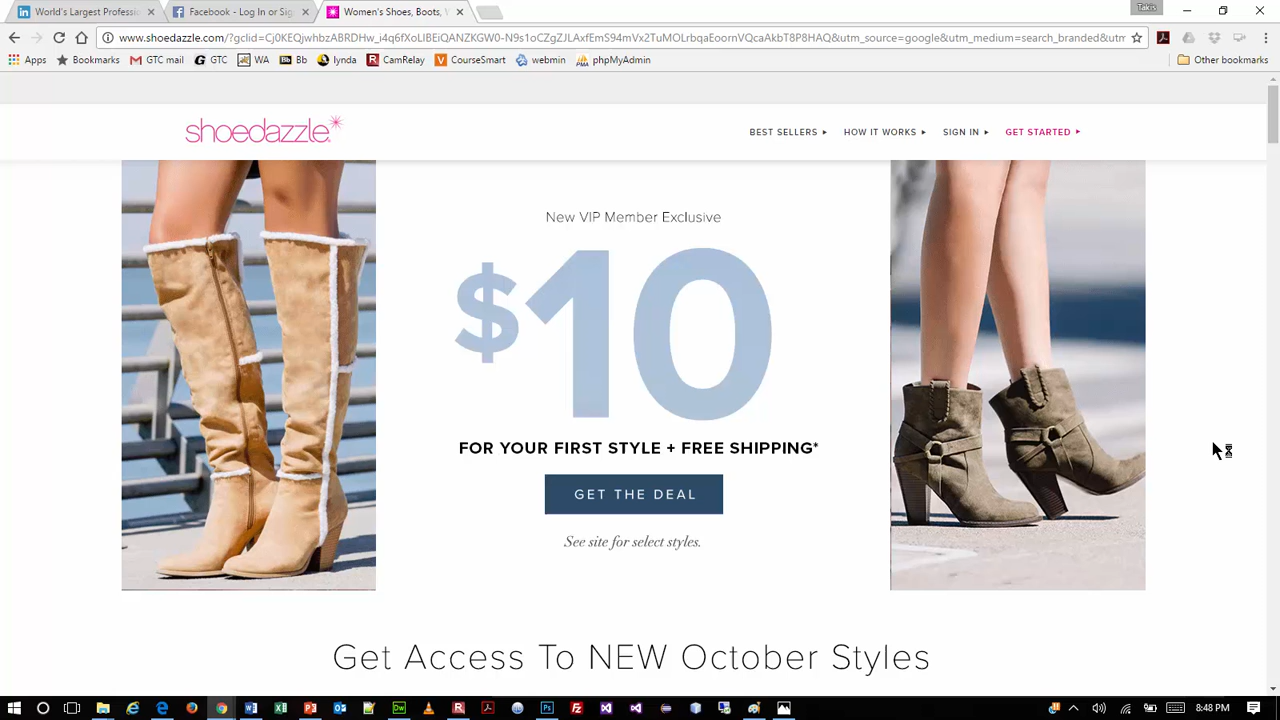 World's Largest Professi
Facebook - Log In or Sig
Women's Shoes, Boots,
Takis
www.shoedazzle.com/?gclid=Cj0KEQjwhbzABRDHw_i4q6fXoLIBEiQANZKGW0-N9s1oCZgZJLAxfEmS94mVx2TuMOLrbqaEoornVQcaAkbT8P8HAQ&utm_source=google&utm_medium=search_branded&utm
Apps Bookmarks GTC mail GTC WA Bb lynda CamRelay CourseSmart webmin phpMyAdmin Other bookmarks
shoedazzle
BEST SELLERS HOW IT WORKS SIGN IN GET STARTED
New VIP Member Exclusive
$10
FOR YOUR FIRST STYLE + FREE SHIPPING*
GET THE DEAL
See site for select styles.
Get Access To NEW October Styles
8:48 PM